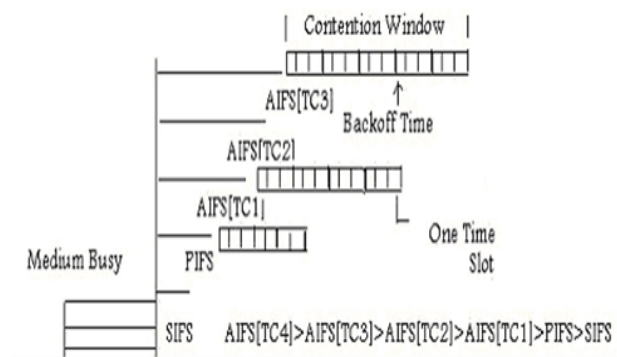 Contention Window
AIFS[TC3]
Backoff Time
AIFS[TC2]
AIFS[TC1]
One Time
Slot
Medium Busy
PIFS
SIFS
AIFS[TC4]>AIFS[TC3]>AIFS[TC2]>AIFS[TC1]>PIFS>SIFS